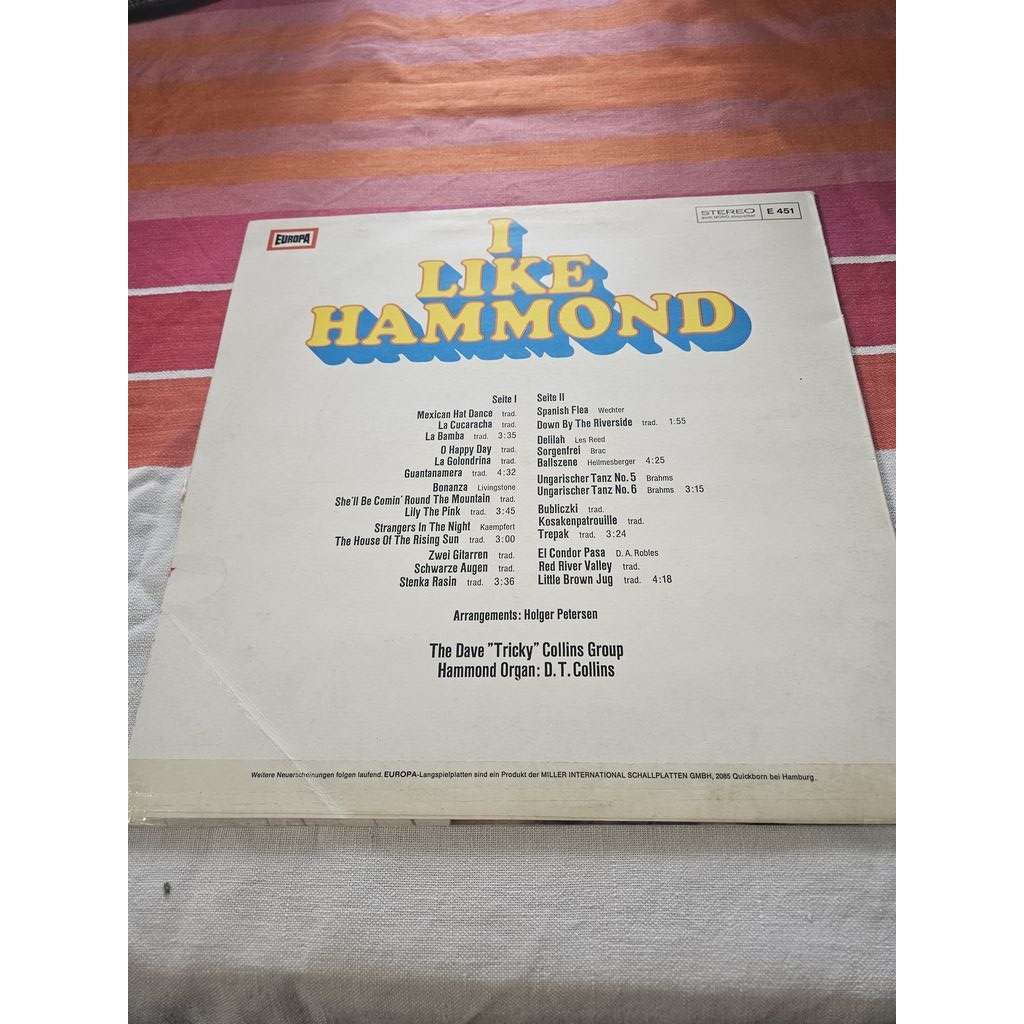 EUROPA
STEREO E 451
I
LIKE
HAMMOND
Seite I
Mexican Hat Dance trad.
La Cucaracha trad.
La Bamba trad. 3:35
O Happy Day trad.
La Golondrina trad.
Guantanamera trad. 4:32
Bonanza Livingstone
She'll Be Comin' Round The Mountain trad.
Lily The Pink trad. 3:45
Strangers In The Night Kaempfert
The House Of The Rising Sun trad. 3:00
Zwei Gitarren trad.
Schwarze Augen trad.
Stenka Rasin trad. 3:36
Seite II
Spanish Flea Wechter
Down By The Riverside trad. 1:55
Delilah Les Reed
Sorgenfrei Brac
Ballszene Hellmesberger 4:25
Ungarischer Tanz No. 5 Brahms
Ungarischer Tanz No. 6 Brahms 3:15
Bubliczki trad.
Kosakenpatrouille trad.
Trepak trad. 3:24
El Condor Pasa D. A. Robles
Red River Valley trad.
Little Brown Jug trad. 4:18
Arrangements: Holger Petersen
The Dave "Tricky" Collins Group
Hammond Organ: D. T. Collins
Weitere Neuerscheinungen folgen laufend. EUROPA-Langspielplatten sind ein Produkt der MILLER INTERNATIONAL SCHALLPLATTEN GMBH, 2085 Quickborn bei Hamburg.